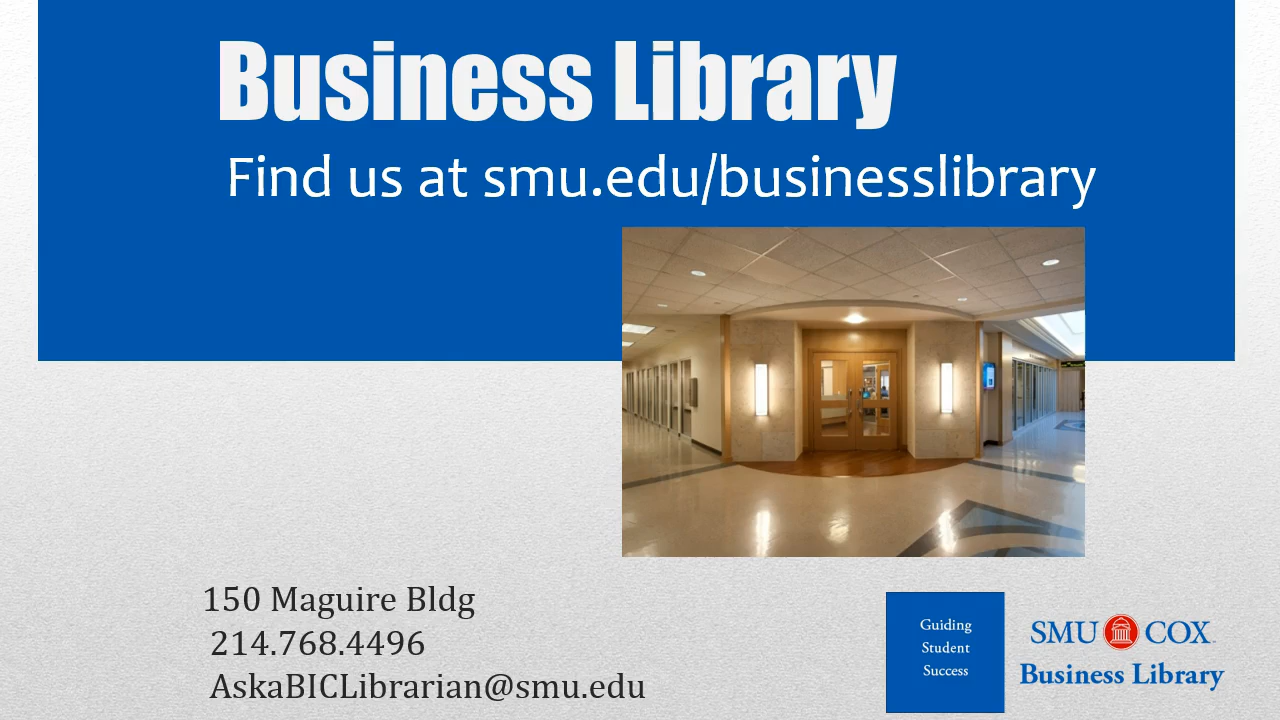 Business Library
Find us at smu.edu/businesslibrary
150 Maguire Bldg
214.768.4496
AskaBICLibrarian@smu.edu
Guiding
Student
Success
SMU COX
Business Library